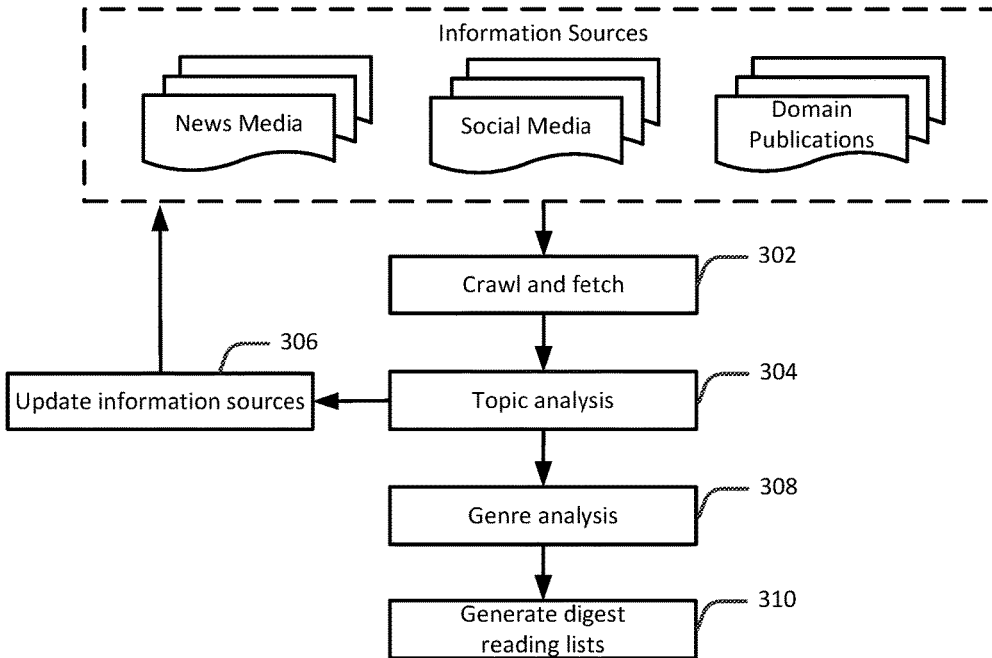 Information Sources
News Media
Social Media
Domain
Publications
302
Crawl and fetch
306
304
Update information sources
Topic analysis
308
Genre analysis
310
Generate digest
reading lists